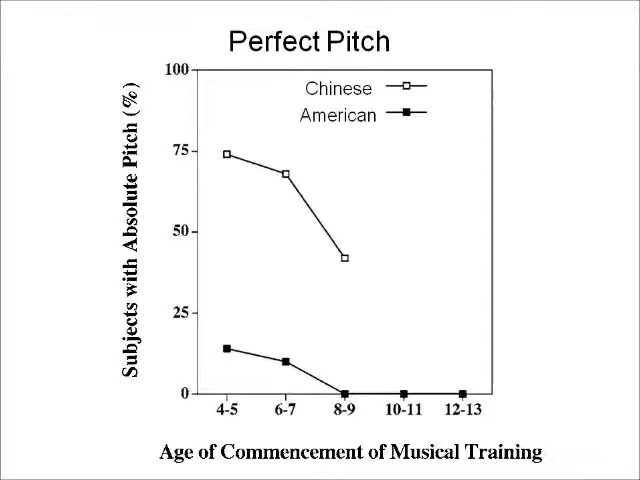 Perfect Pitch
Subjects with Absolute Pitch (%)
100
75
50
25
0
Chinese
American
4-5 6-7 8-9 10-11 12-13
Age of Commencement of Musical Training